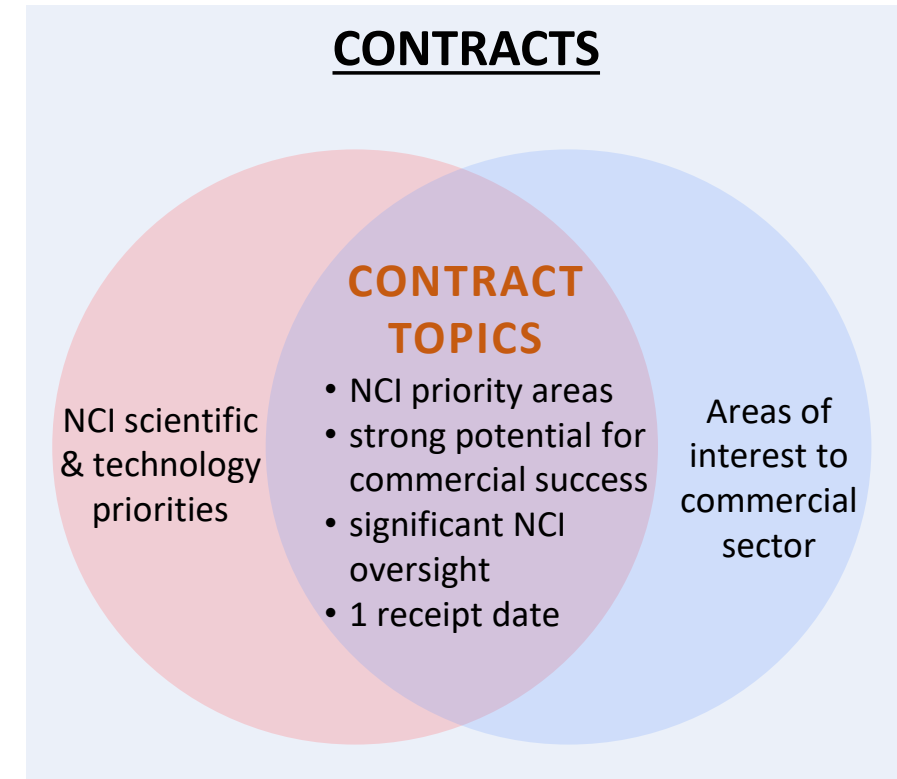 CONTRACTS
NCI scientific
& technology
priorities
CONTRACT
TOPICS
• NCI priority areas
• strong potential for
commercial success
• significant NCI
oversight
• 1 receipt date
Areas of
interest to
commercial
sector